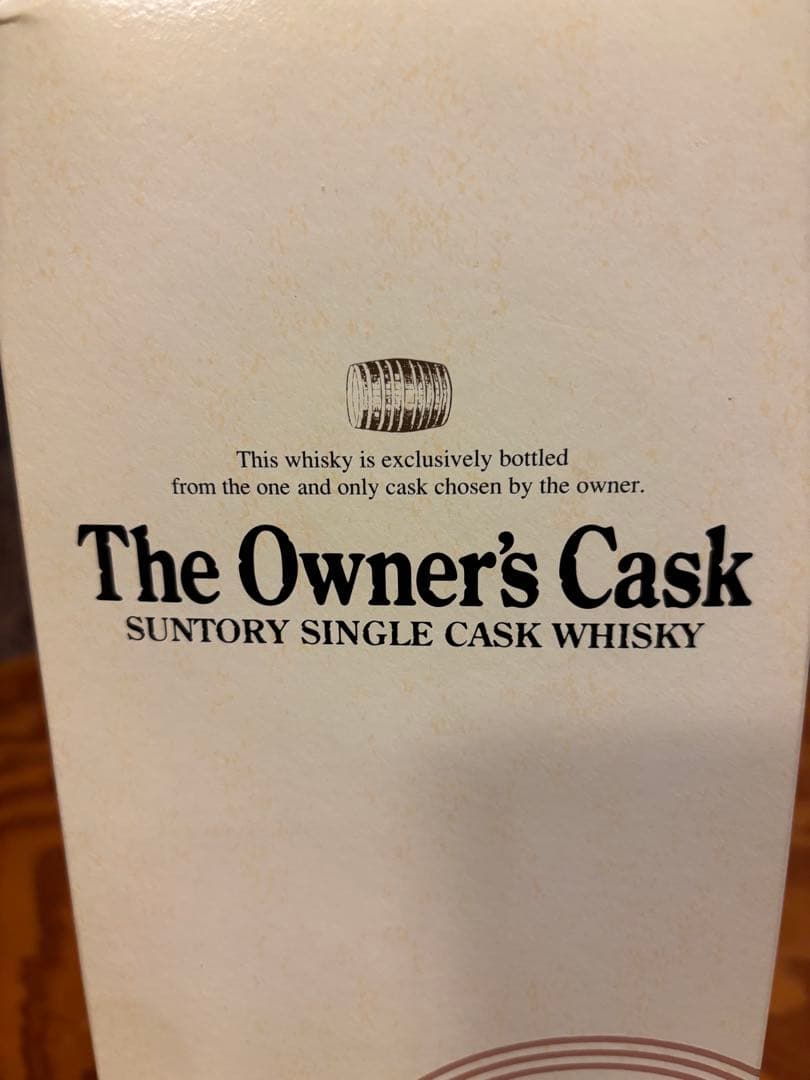 This whisky is exclusively bottled
from the one and only cask chosen by the owner.
The Owner's Cask
SUNTORY SINGLE CASK WHISKY